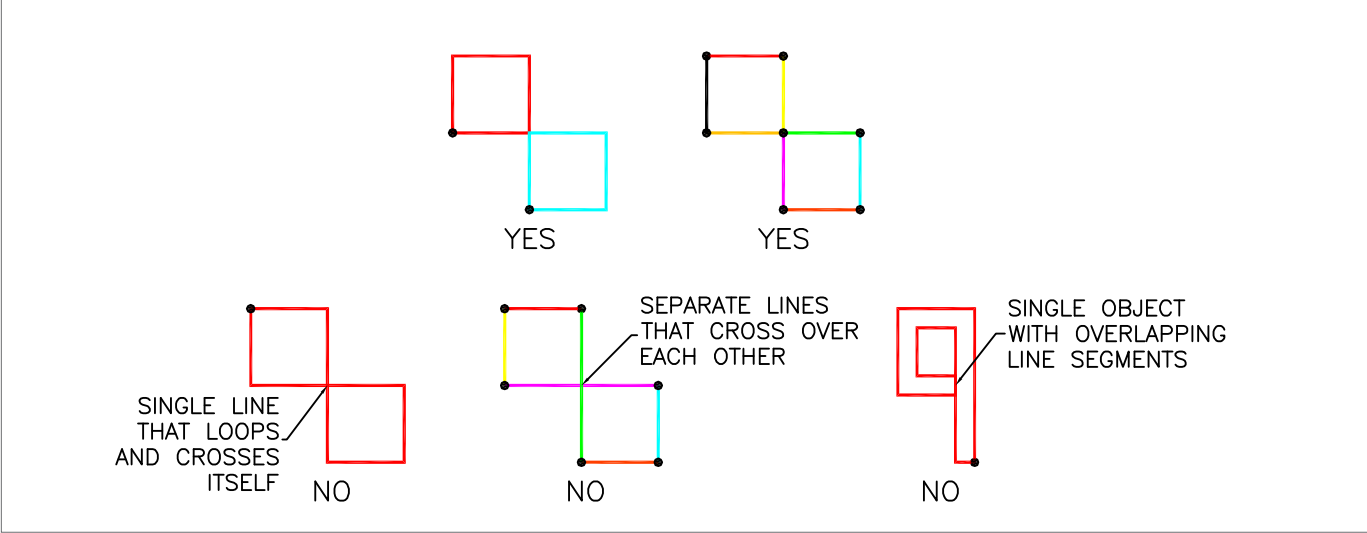 YES
YES
SINGLE LINE
THAT LOOPS
AND CROSSES
ITSELF
NO
SEPARATE LINES
THAT CROSS OVER
EACH OTHER
NO
SINGLE OBJECT
WITH OVERLAPPING
LINE SEGMENTS
NO